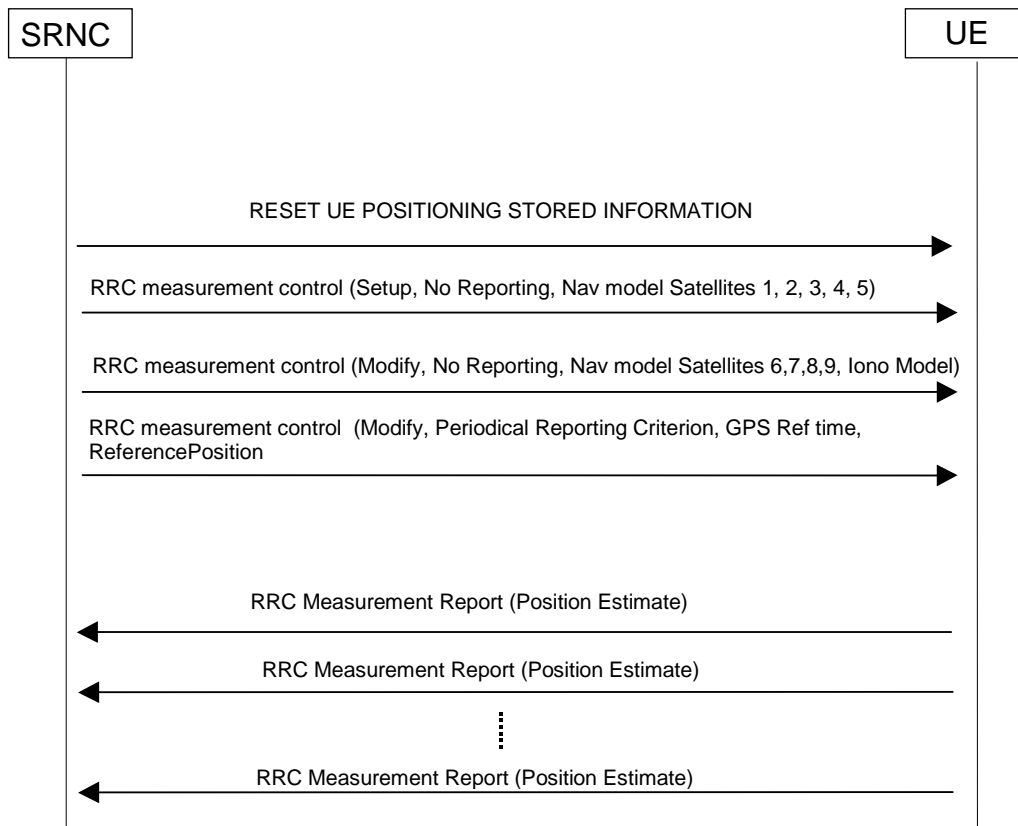 SRNC
UE
RESET UE POSITIONING STORED INFORMATION
RRC measurement control (Setup, No Reporting, Nav model Satellites 1, 2, 3, 4, 5)
RRC measurement control (Modify, No Reporting, Nav model Satellites 6,7,8,9, Iono Model)
RRC measurement control  (Modify, Periodical Reporting Criterion, GPS Ref time,
ReferencePosition
RRC Measurement Report (Position Estimate)
RRC Measurement Report (Position Estimate)
RRC Measurement Report (Position Estimate)